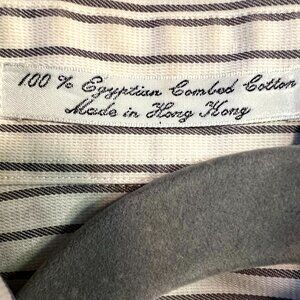 100 % Egyptian Combed Cotton
Made in Hong Kong